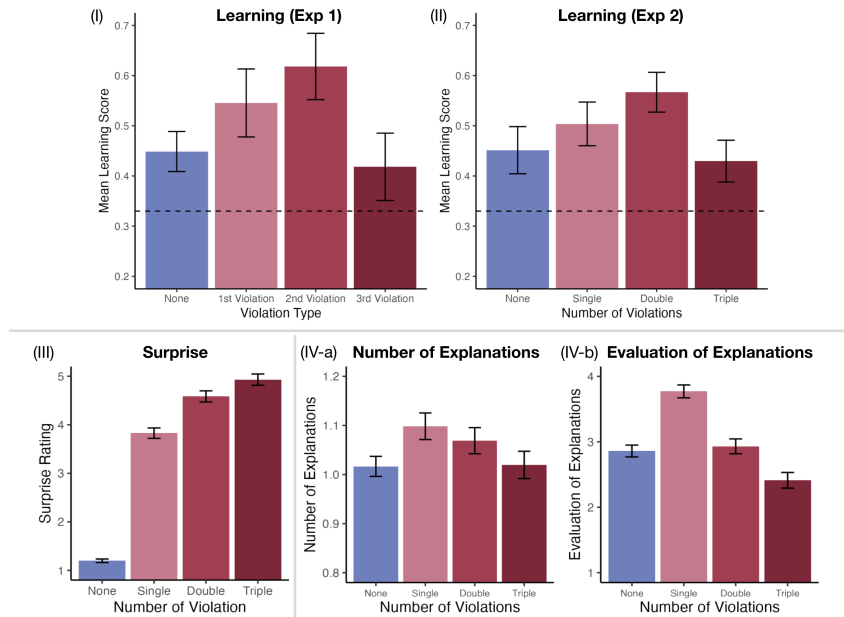 (I) Learning (Exp 1)
0.7
0.6
0.5
0.4
0.3
0.2
Mean Learning Score
None 1st Violation 2nd Violation 3rd Violation
Violation Type
(II) Learning (Exp 2)
0.7
0.6
0.5
0.4
0.3
0.2
Mean Learning Score
None Single Double Triple
Number of Violations
(III) Surprise
5
4
3
2
1
Surprise Rating
None Single Double Triple
Number of Violation
(IV-a) Number of Explanations
1.2
1.1
1.0
0.9
0.8
Number of Explanations
None Single Double Triple
Number of Violations
(IV-b) Evaluation of Explanations
4
3
2
1
Evaluation of Explanations
None Single Double Triple
Number of Violations